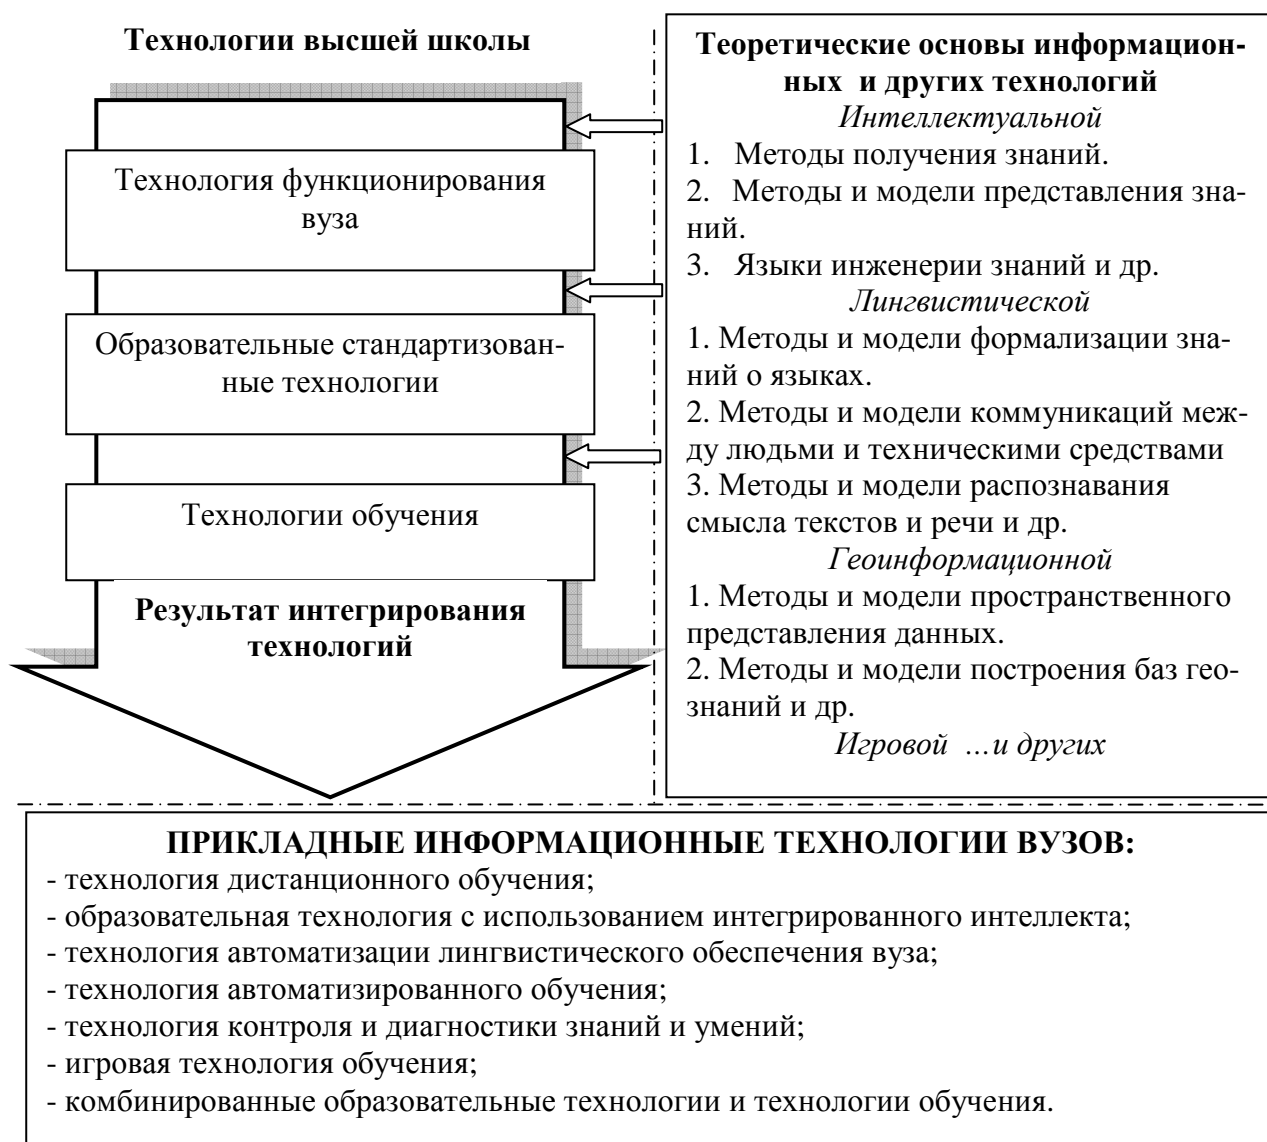 Технологии высшей школы
Технология функционирования
вуза
Образовательные стандартизован-
ные технологии
Технологии обучения
Результат интегрирования
технологий
Теоретические основы информацион-
ных и других технологий
Интеллектуальной
1. Методы получения знаний.
2. Методы и модели представления зна-
ний.
3. Языки инженерии знаний и др.
Лингвистической
1. Методы и модели формализации зна-
ний о языках.
2. Методы и модели коммуникаций меж-
ду людьми и техническими средствами
3. Методы и модели распознавания
смысла текстов и речи и др.
Геоинформационной
1. Методы и модели пространственного
представления данных.
2. Методы и модели построения баз гео-
знаний и др.
Игровой ...и других
ПРИКЛАДНЫЕ ИНФОРМАЦИОННЫЕ ТЕХНОЛОГИИ ВУЗОВ:
- технология дистанционного обучения;
- образовательная технология с использованием интегрированного интеллекта;
- технология автоматизации лингвистического обеспечения вуза;
- технология автоматизированного обучения;
- технология контроля и диагностики знаний и умений;
- игровая технология обучения;
- комбинированные образовательные технологии и технологии обучения.